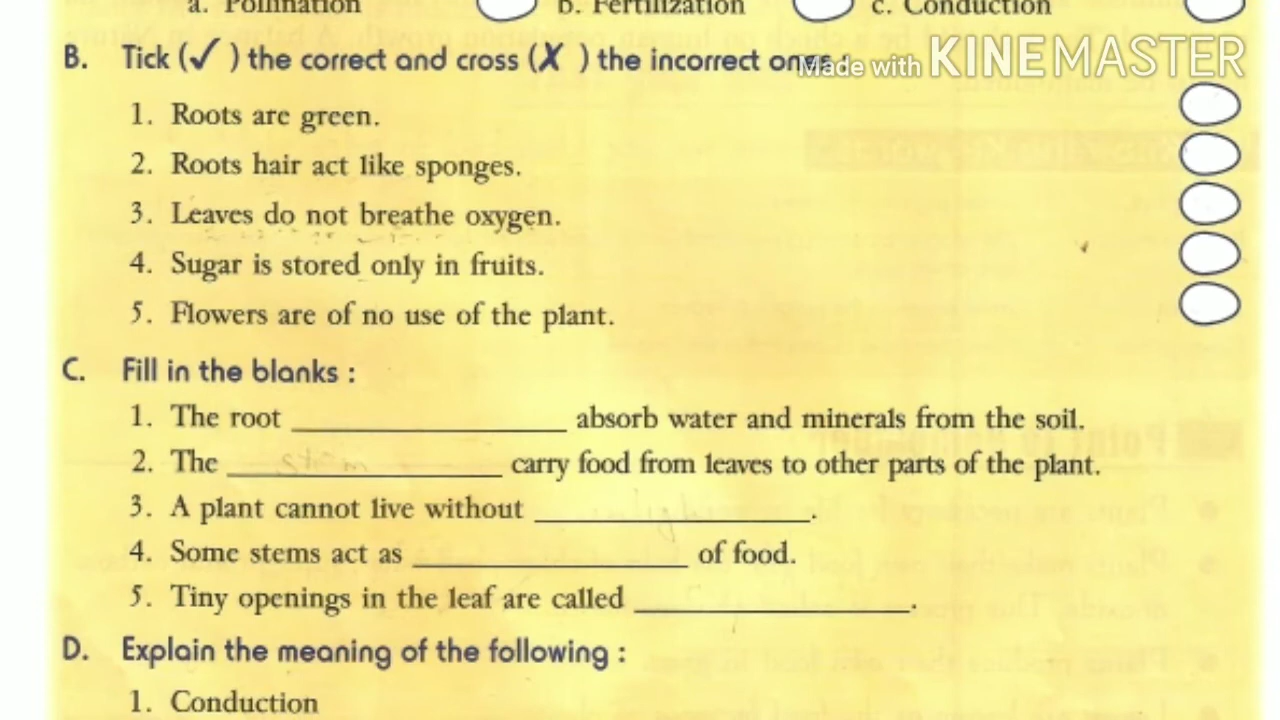 a. Pollination b. Fertilization c. Conduction
B. Tick (✓ ) the correct and cross (✗ ) the incorrect ones :
Made with KINEMASTER
1. Roots are green.
2. Roots hair act like sponges.
3. Leaves do not breathe oxygen.
4. Sugar is stored only in fruits.
5. Flowers are of no use of the plant.
C. Fill in the blanks :
1. The root ____________ absorb water and minerals from the soil.
2. The ____________ carry food from leaves to other parts of the plant.
3. A plant cannot live without ____________.
4. Some stems act as ____________ of food.
5. Tiny openings in the leaf are called ____________.
D. Explain the meaning of the following :
1. Conduction